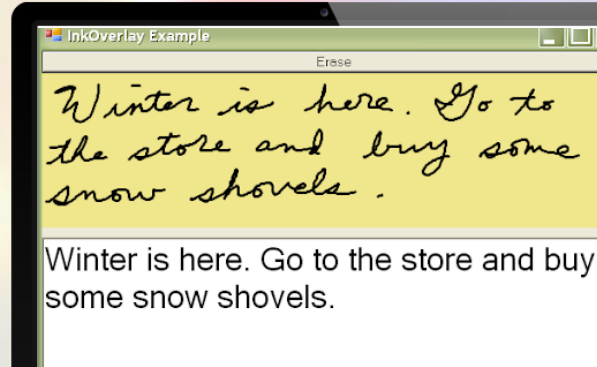 InkOverlay Example
Erase
Winter is here. Go to
the store and buy some
snow shovels.
Winter is here. Go to the store and buy
some snow shovels.